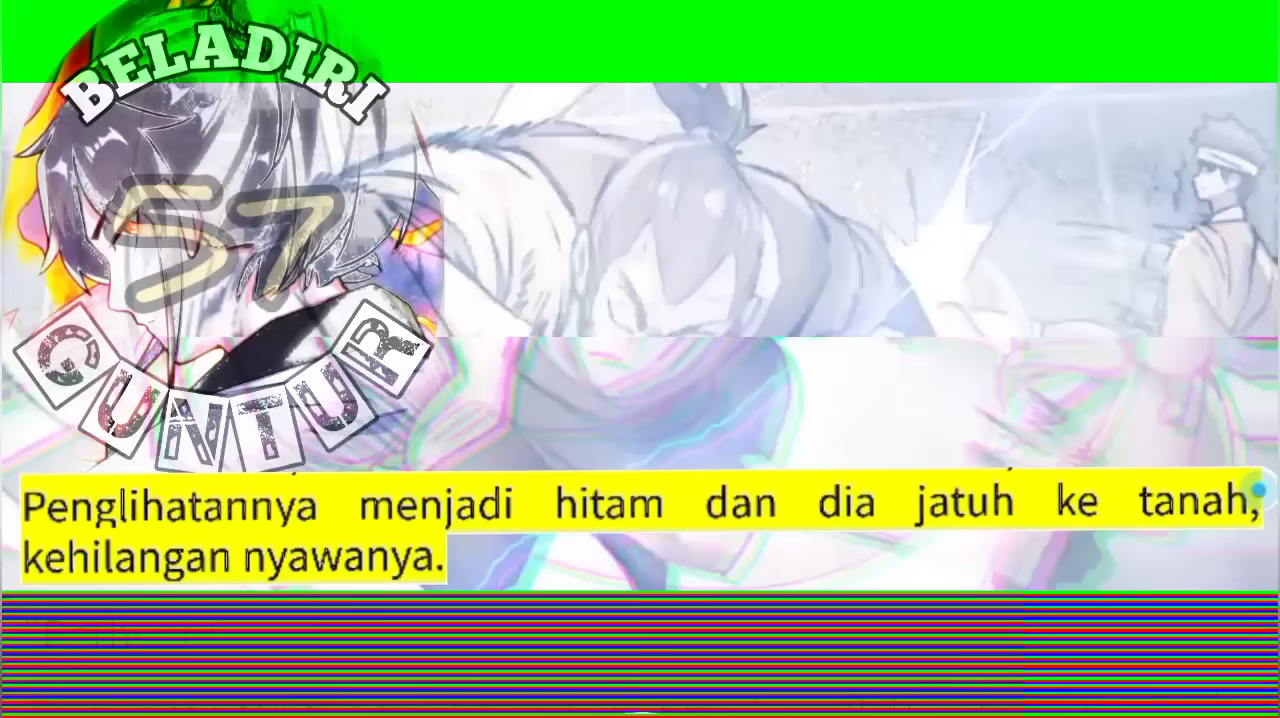 BELADIRI
57
GUNTUR
Penglihatannya menjadi hitam dan dia jatuh ke tanah,
kehilangan nyawanya.